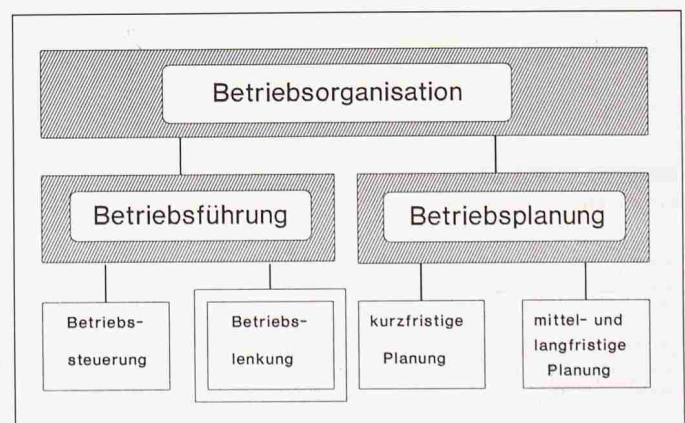 Betriebsorganisation
Betriebsführung
Betriebsplanung
Betriebs-
steuerung
Betriebs-
lenkung
kurzfristige
Planung
mittel- und
langfristige
Planung